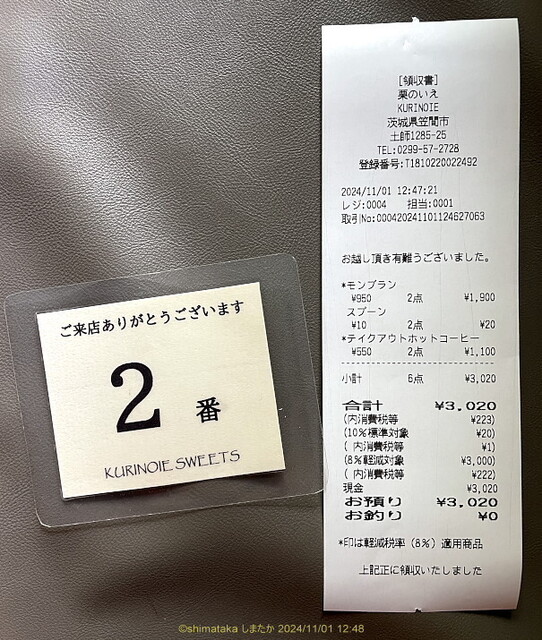 [領収書]
栗のいえ
KURINOIE
茨城県笠間市
土師1285-25
TEL:0299-57-2728
登録番号:T1810220022492
2024/11/01 12:47:21
レジ:0004 担当:0001
取引No:000420241101124627063
お越し頂き有難うございました。
*モンブラン
¥950 2点 ¥1,900
スプーン
¥10 2点 ¥20
*テイクアウトホットコーヒー
¥550 2点 ¥1,100
小計 6点 ¥3,020
合計 ¥3,020
(内消費税等 ¥223)
(10%標準対象 ¥20)
( 内消費税等 ¥1)
(8%軽減対象 ¥3,000)
( 内消費税等 ¥222)
現金 ¥3,020
お預り ¥3,020
お釣り ¥0
*印は軽減税率(8%)適用商品
上記正に領収いたしました
ご来店ありがとうございます
2 番
KURINOIE SWEETS
©shimataka しまたか 2024/11/01 12:48